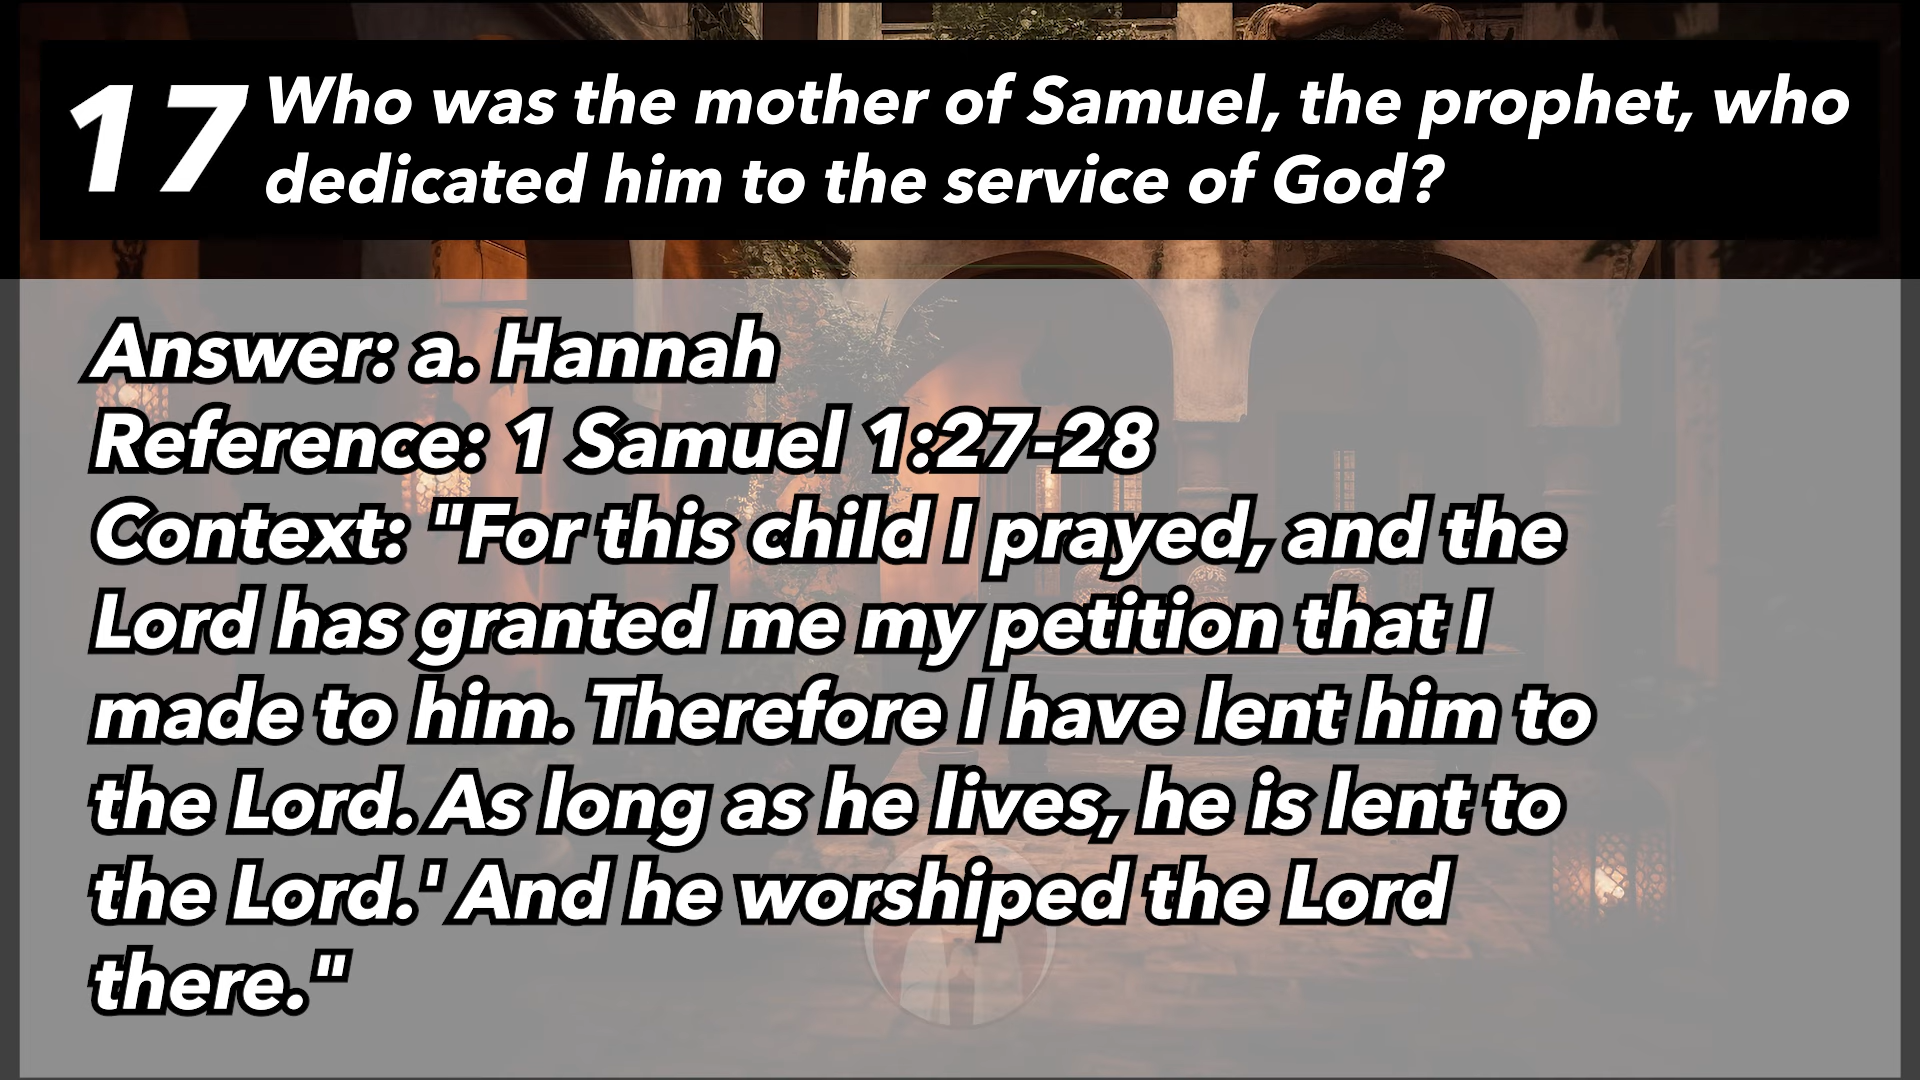 17 Who was the mother of Samuel, the prophet, who
dedicated him to the service of God?
Answer: a. Hannah
Reference: 1 Samuel 1:27-28
Context: "For this child I prayed, and the
Lord has granted me my petition that I
made to him. Therefore I have lent him to
the Lord. As long as he lives, he is lent to
the Lord.' And he worshiped the Lord
there."